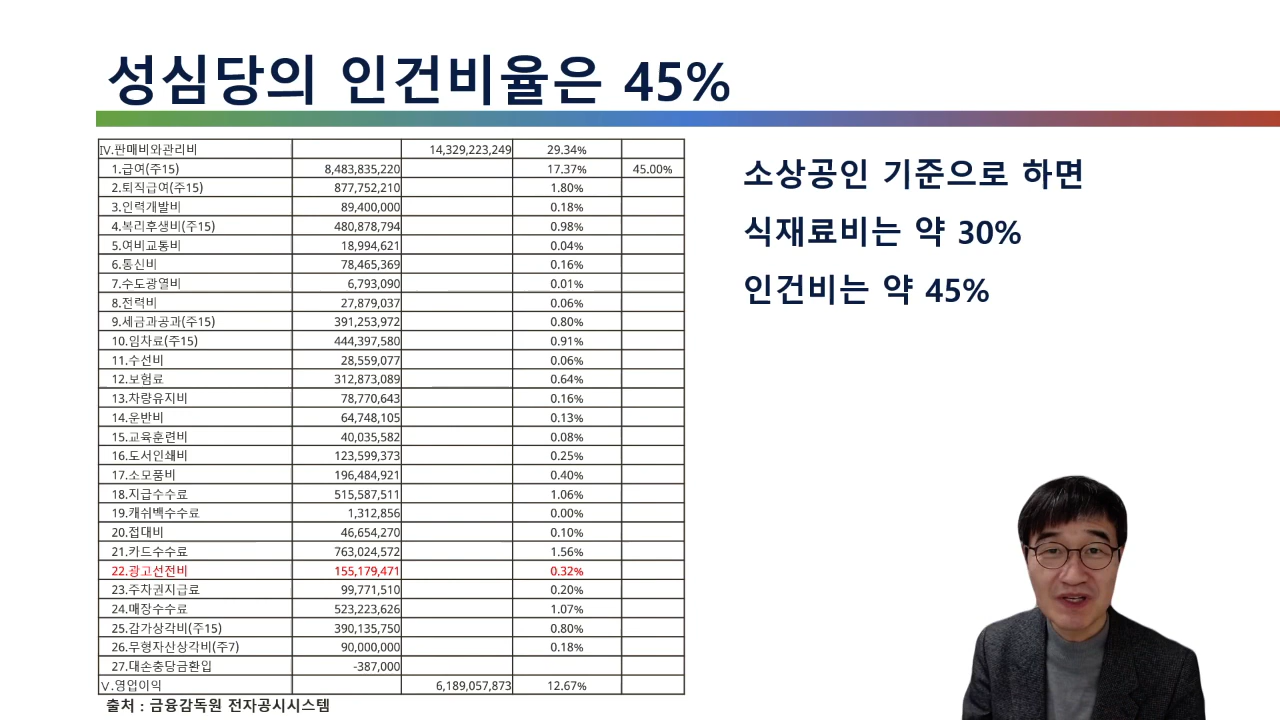 성심당의 인건비율은 45%
Ⅳ.판매비와관리비 14,329,223,249 29.34%
1.급여(주15) 8,483,835,220 17.37% 45.00%
2.퇴직급여(주15) 877,752,210 1.80%
3.인력개발비 89,400,000 0.18%
4.복리후생비(주15) 480,878,794 0.98%
5.여비교통비 18,994,621 0.04%
6.통신비 78,465,369 0.16%
7.수도광열비 6,793,090 0.01%
8.전력비 27,879,037 0.06%
9.세금과공과(주15) 391,253,972 0.80%
10.임차료(주15) 444,397,580 0.91%
11.수선비 28,559,077 0.06%
12.보험료 312,873,089 0.64%
13.차량유지비 78,770,643 0.16%
14.운반비 64,748,105 0.13%
15.교육훈련비 40,035,582 0.08%
16.도서인쇄비 123,599,373 0.25%
17.소모품비 196,484,921 0.40%
18.지급수수료 515,587,511 1.06%
19.캐쉬백수수료 1,312,856 0.00%
20.접대비 46,654,270 0.10%
21.카드수수료 763,024,572 1.56%
22.광고선전비 155,179,471 0.32%
23.주차권지급료 99,771,510 0.20%
24.매장수수료 523,223,626 1.07%
25.감가상각비(주15) 390,135,750 0.80%
26.무형자산상각비(주7) 90,000,000 0.18%
27.대손충당금환입 -387,000
Ⅴ.영업이익 6,189,057,873 12.67%
출처 : 금융감독원 전자공시시스템
소상공인 기준으로 하면
식재료비는 약 30%
인건비는 약 45%